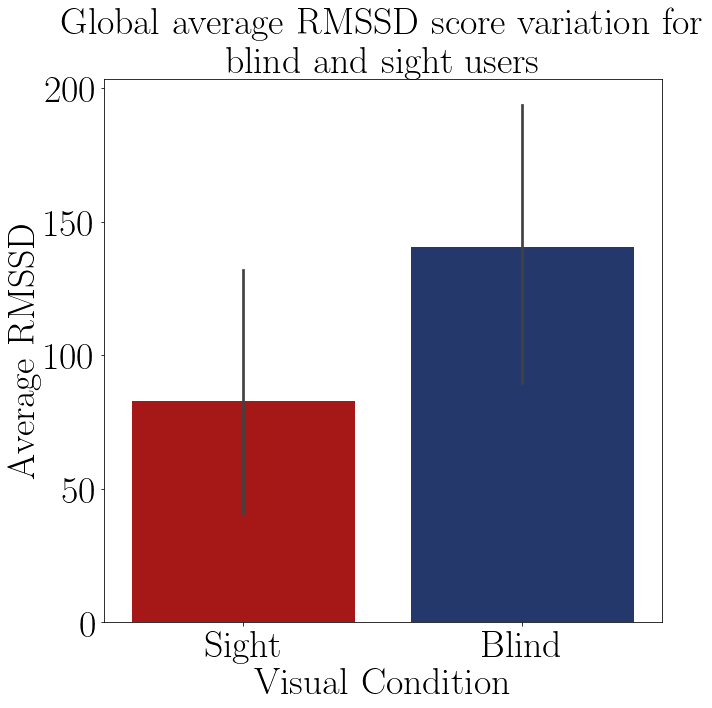 Global average RMSSD score variation for
blind and sight users
200
150
100
50
0
Average RMSSD
Sight
Blind
Visual Condition